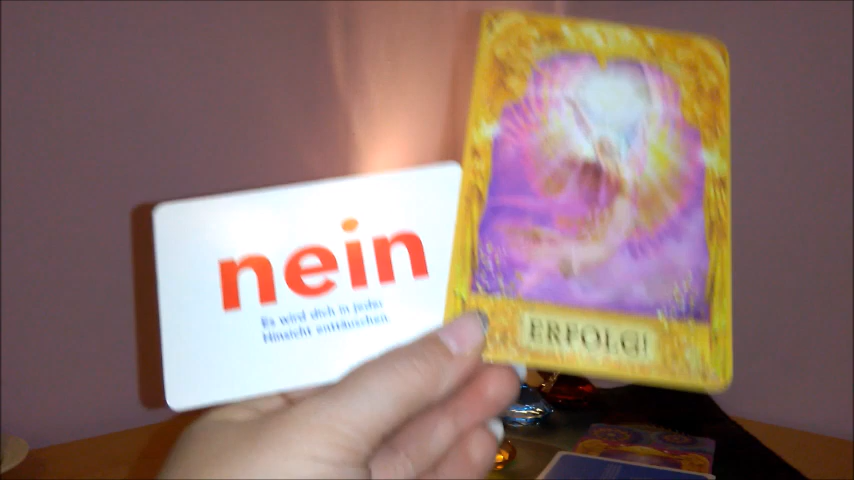 nein
Es wird dich in jeder
Hinsicht enttäuschen.
ERFOLG!